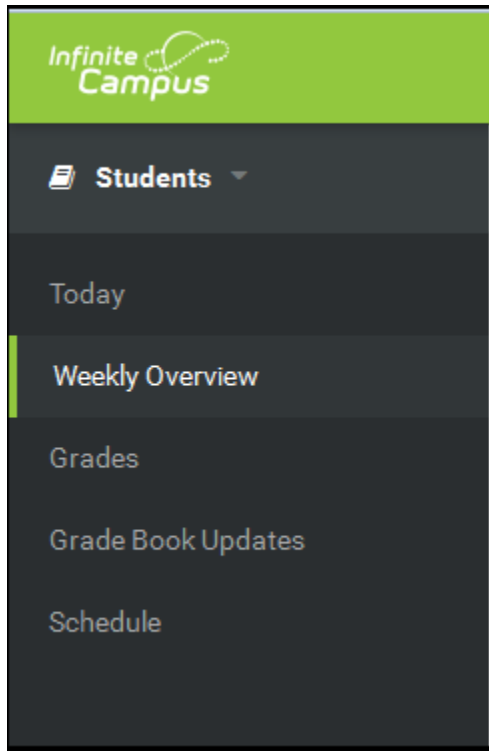 Infinite
Campus
Students
Today
Weekly Overview
Grades
Grade Book Updates
Schedule